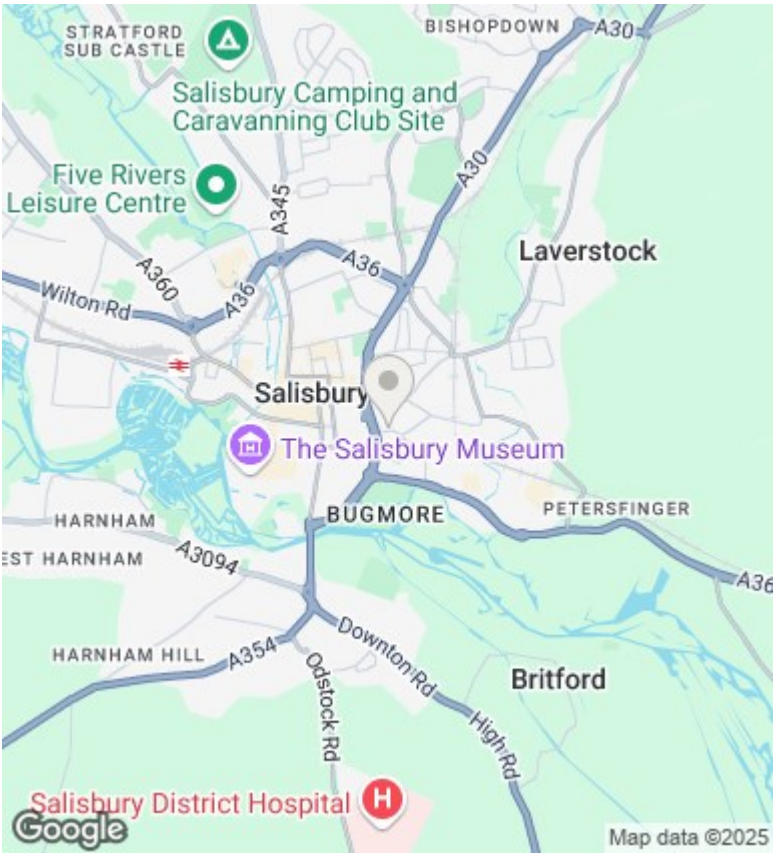 STRATFORD
SUB CASTLE
BISHOPDOWN
A30
Salisbury Camping and
Caravanning Club Site
A30
Five Rivers
Leisure Centre
A345
Laverstock
A36
A360
A36
Wilton Rd
Salisbury
The Salisbury Museum
BUGMORE
PETERSFINGER
HARNHAM
EST HARNHAM
A3094
A36
Downton Rd
HARNHAM HILL
A354
Odstock Rd
Britford
High Rd
Salisbury District Hospital
H
Google
Map data ©2025